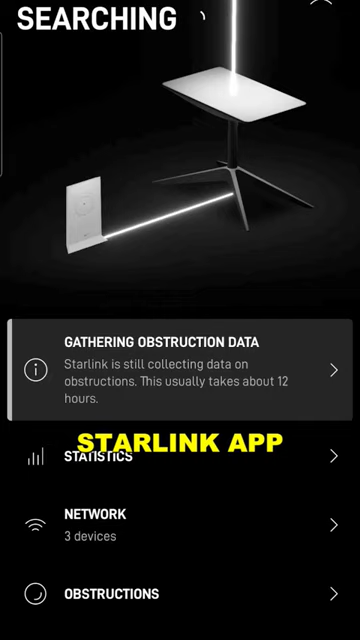 SEARCHING
GATHERING OBSTRUCTION DATA
Starlink is still collecting data on
obstructions. This usually takes about 12
hours.
STARLINK APP
STATISTICS
NETWORK
3 devices
OBSTRUCTIONS